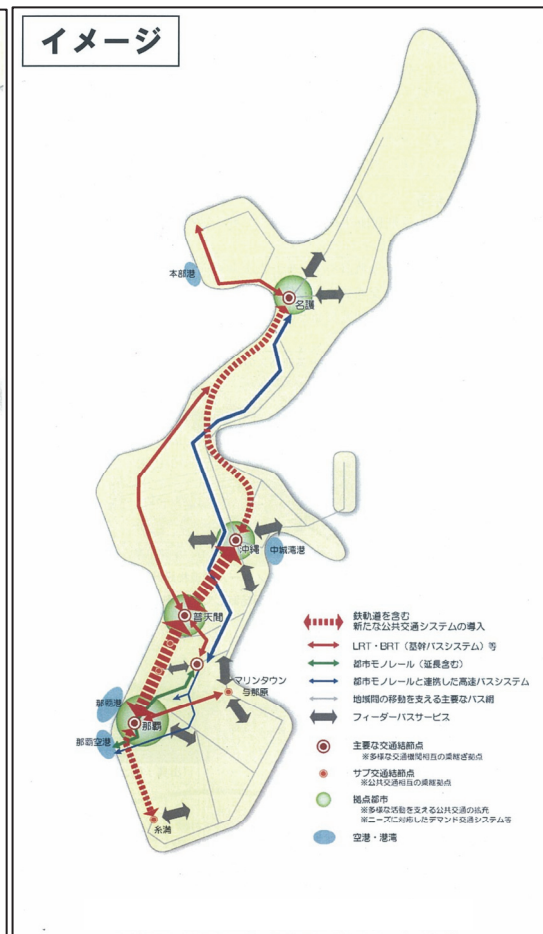 イメージ
本部港
名護
沖縄
中城湾港
普天間
マリンタウン
与那原
那覇港
那覇
那覇空港
糸満
鉄軌道を含む
新たな公共交通システムの導入
LRT・BRT（基幹バスシステム）等
都市モノレール（延長含む）
都市モノレールと連携した高速バスシステム
地域間の移動を支える主要なバス網
フィーダーバスサービス
主要な交通結節点
※多様な交通機関相互の乗継ぎ拠点
サブ交通結節点
※公共交通相互の乗継拠点
拠点都市
※多様な活動を支える公共交通の拡充
※ニーズに対応したデマンド交通システム等
空港・港湾